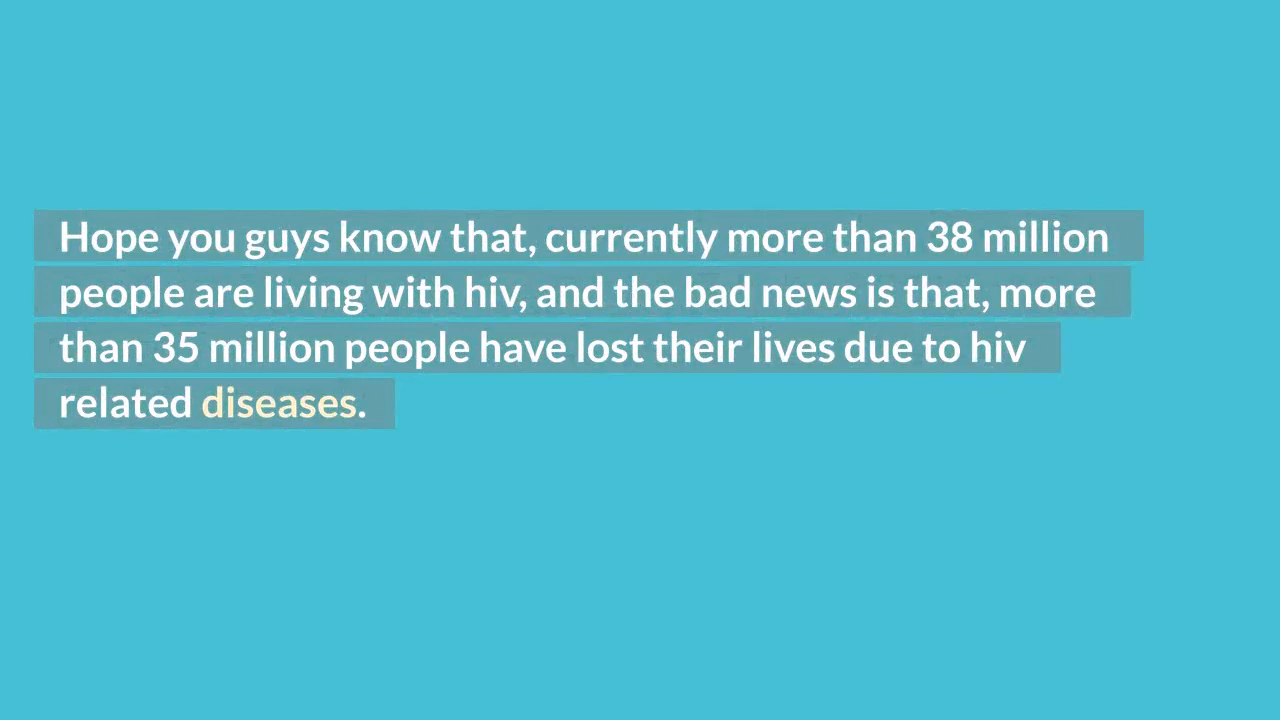 Hope you guys know that, currently more than 38 million
people are living with hiv, and the bad news is that, more
than 35 million people have lost their lives due to hiv
related diseases.